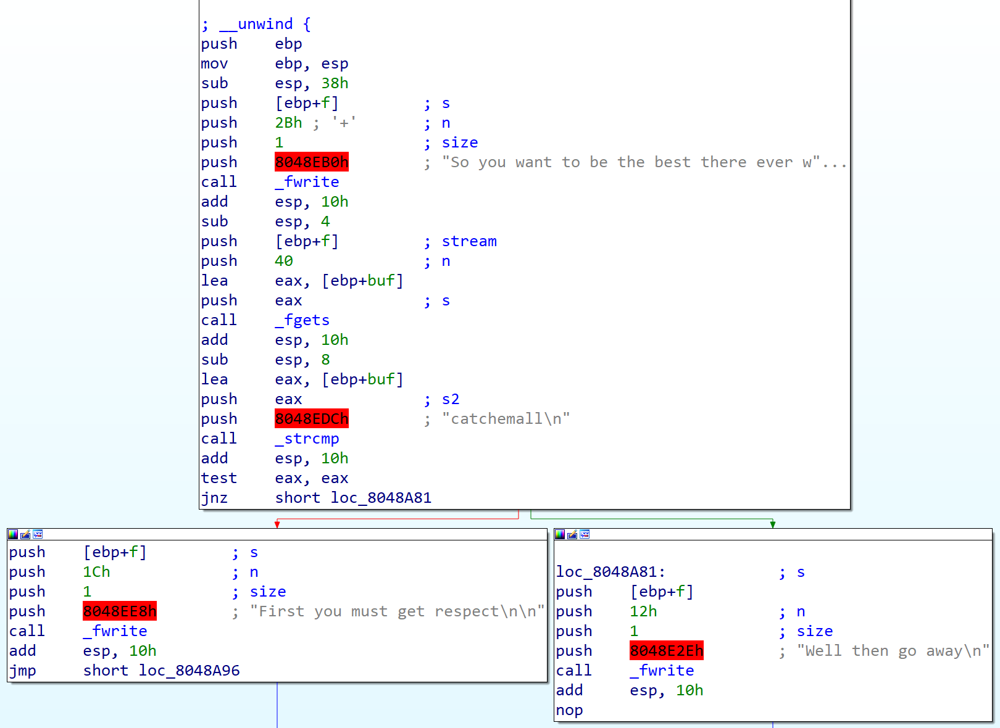 ; __unwind {
push ebp
mov ebp, esp
sub esp, 38h
push [ebp+f] ; s
push 2Bh ; '+' ; n
push 1 ; size
push 8048EB0h ; "So you want to be the best there ever w"...
call _fwrite
add esp, 10h
sub esp, 4
push [ebp+f] ; stream
push 40 ; n
lea eax, [ebp+buf]
push eax ; s
call _fgets
add esp, 10h
sub esp, 8
lea eax, [ebp+buf]
push eax ; s2
push 8048EDCh ; "catchemall\n"
call _strcmp
add esp, 10h
test eax, eax
jnz short loc_8048A81
push [ebp+f] ; s
push 1Ch ; n
push 1 ; size
push 8048EE8h ; "First you must get respect\n\n"
call _fwrite
add esp, 10h
jmp short loc_8048A96
loc_8048A81: ; s
push [ebp+f]
push 12h ; n
push 1 ; size
push 8048E2Eh ; "Well then go away\n"
call _fwrite
add esp, 10h
nop